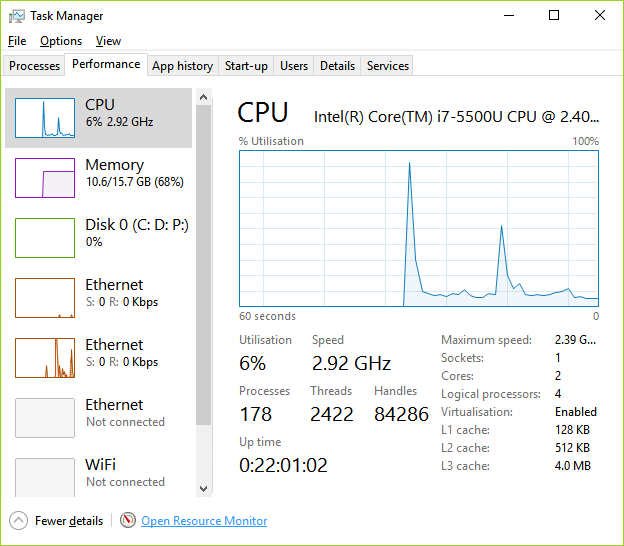 Task Manager
File Options View
Processes Performance App history Start-up Users Details Services
CPU
6% 2.92 GHz
Memory
10.6/15.7 GB (68%)
Disk 0 (C: D: P:)
0%
Ethernet
S: 0 R: 0 Kbps
Ethernet
S: 0 R: 0 Kbps
Ethernet
Not connected
WiFi
Not connected
CPU Intel(R) Core(TM) i7-5500U CPU @ 2.40...
% Utilisation 100%
60 seconds 0
Utilisation Speed
6% 2.92 GHz
Processes Threads Handles
178 2422 84286
Up time
0:22:01:02
Maximum speed: 2.39 G...
Sockets: 1
Cores: 2
Logical processors: 4
Virtualisation: Enabled
L1 cache: 128 KB
L2 cache: 512 KB
L3 cache: 4.0 MB
Fewer details Open Resource Monitor